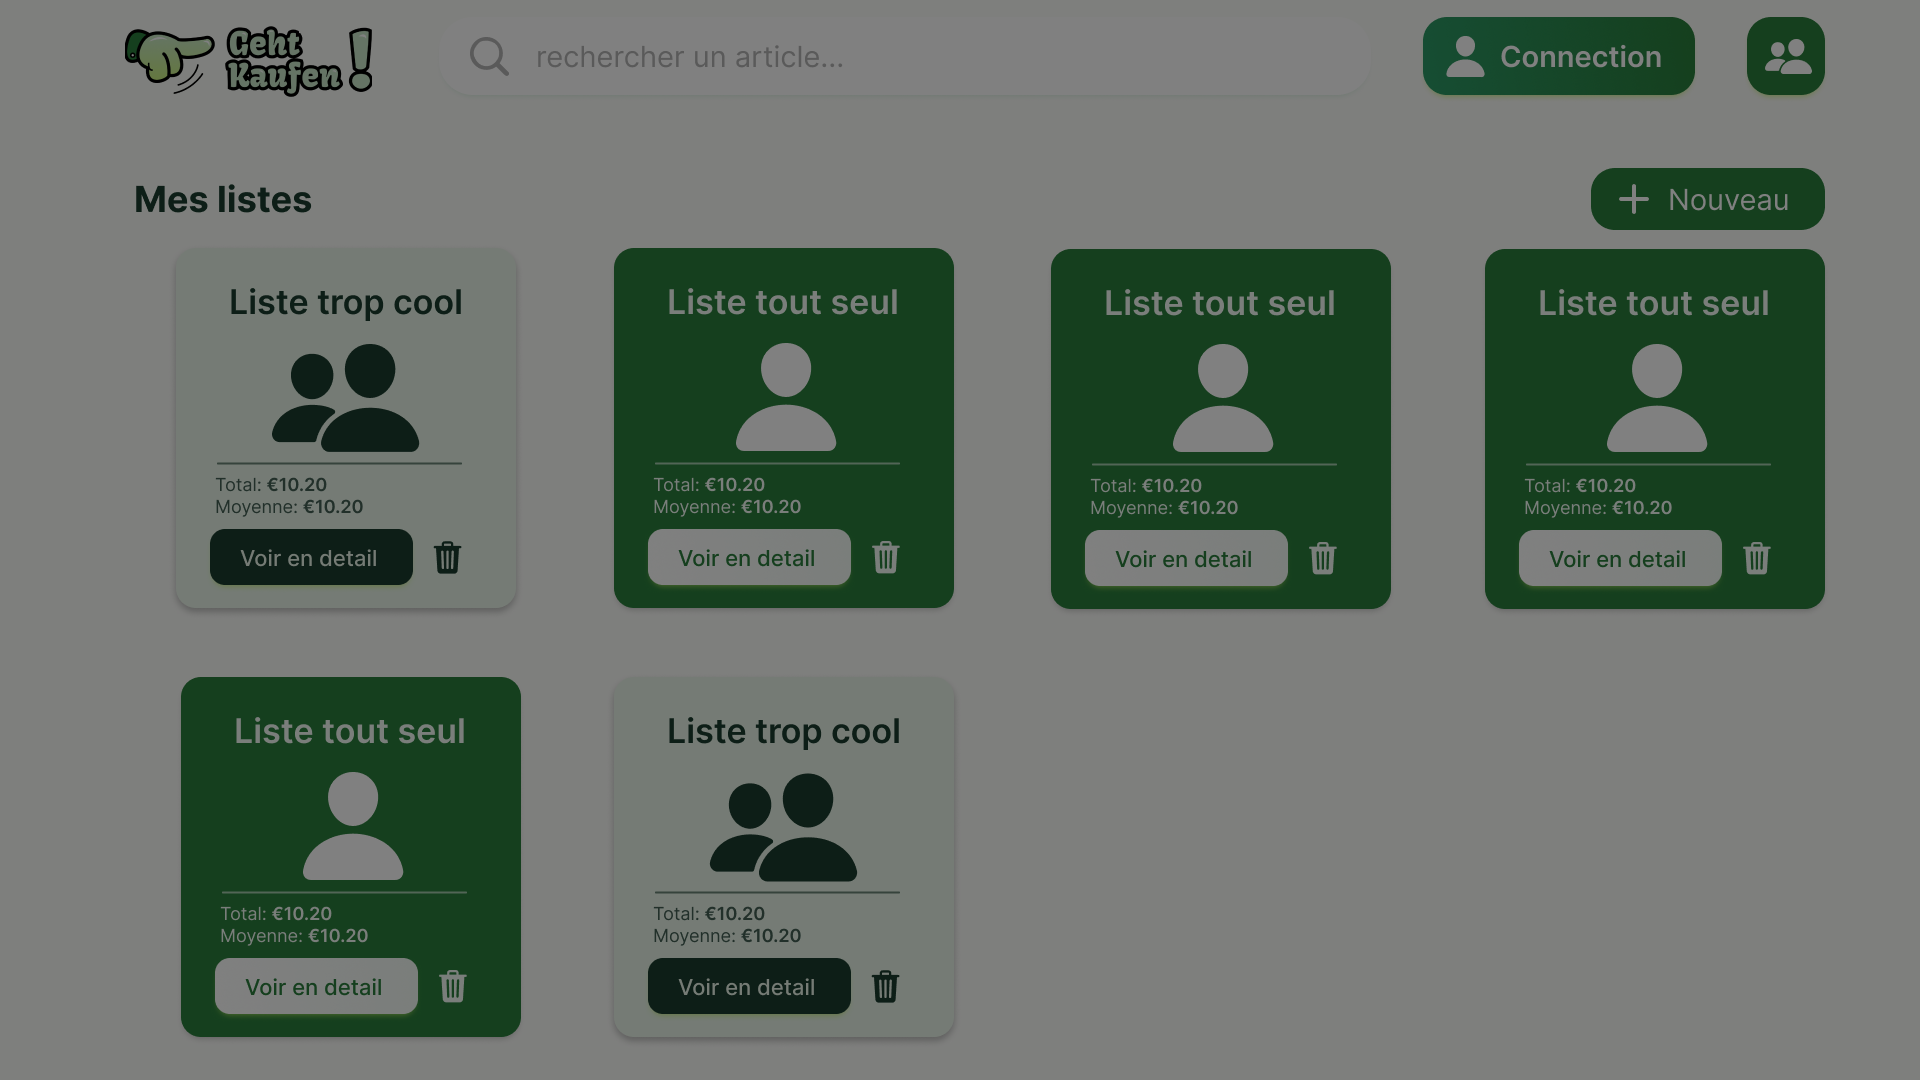 Geht
Kaufen !
rechercher un article...
Connection
Mes listes
Nouveau
Liste trop cool
Total: €10.20
Moyenne: €10.20
Voir en detail
Liste tout seul
Total: €10.20
Moyenne: €10.20
Voir en detail
Liste tout seul
Total: €10.20
Moyenne: €10.20
Voir en detail
Liste tout seul
Total: €10.20
Moyenne: €10.20
Voir en detail
Liste tout seul
Total: €10.20
Moyenne: €10.20
Voir en detail
Liste trop cool
Total: €10.20
Moyenne: €10.20
Voir en detail